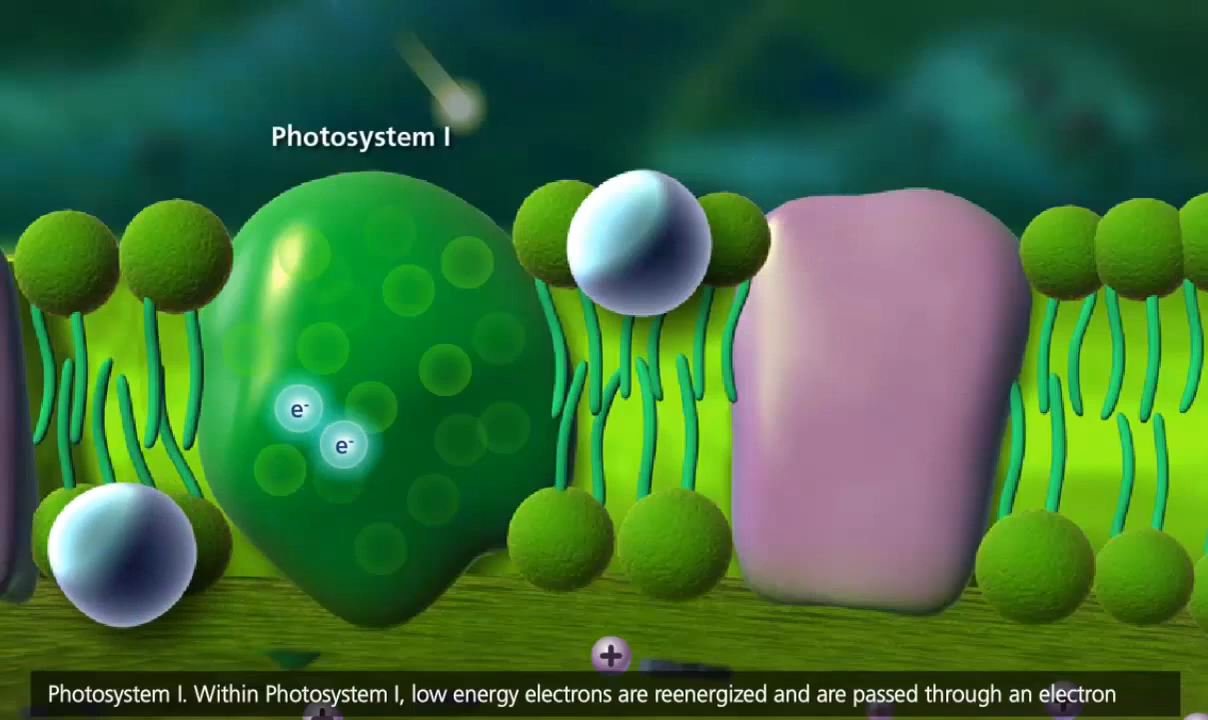 Photosystem I
e-
e-
+
Photosystem I. Within Photosystem I, low energy electrons are reenergized and are passed through an electron